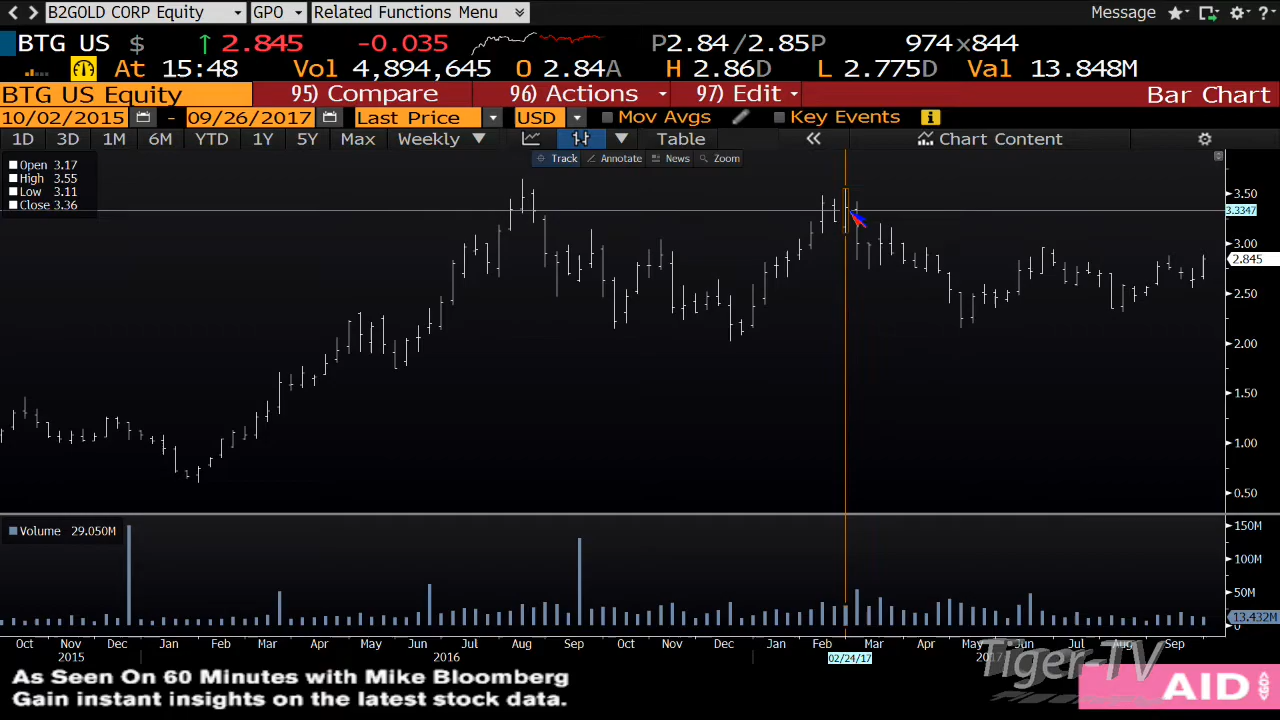 B2GOLD CORP Equity GPO Related Functions Menu Message
BTG US $ ↑ 2.845 -0.035 P2.84/2.85P 974x844
At 15:48 Vol 4,894,645 O 2.84A H 2.86D L 2.775D Val 13.848M
BTG US Equity 95) Compare 96) Actions 97) Edit Bar Chart
10/02/2015 - 09/26/2017 Last Price USD Mov Avgs Key Events
1D 3D 1M 6M YTD 1Y 5Y Max Weekly Table « Chart Content
Track Annotate News Zoom
Open 3.17
High 3.55
Low 3.11
Close 3.36
3.50
3.3347
3.00
2.845
2.50
2.00
1.50
1.00
0.50
Volume 29.050M
150M
100M
50M
13.432M
0
Oct Nov Dec Jan Feb Mar Apr May Jun Jul Aug Sep Oct Nov Dec Jan Feb Mar Apr May Jun Jul Aug Sep
2015 2016 02/24/17 2017
Tiger-TV
As Seen On 60 Minutes with Mike Bloomberg
Gain instant insights on the latest stock data.
AID